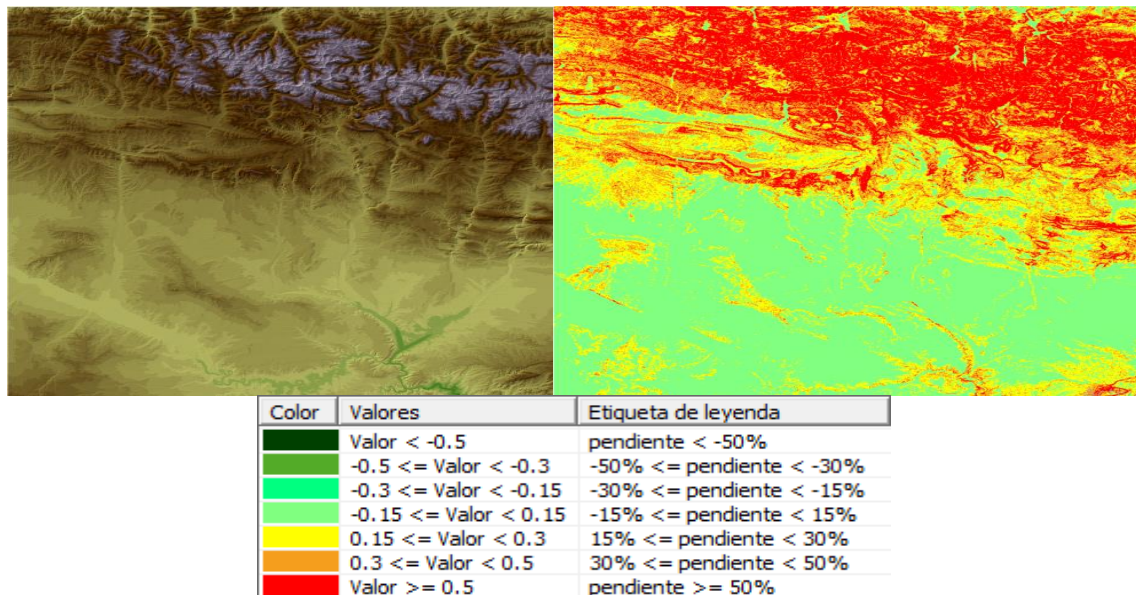 Color Valores Etiqueta de leyenda
Valor < -0.5 pendiente < -50%
-0.5 <= Valor < -0.3 -50% <= pendiente < -30%
-0.3 <= Valor < -0.15 -30% <= pendiente < -15%
-0.15 <= Valor < 0.15 -15% <= pendiente < 15%
0.15 <= Valor < 0.3 15% <= pendiente < 30%
0.3 <= Valor < 0.5 30% <= pendiente < 50%
Valor >= 0.5 pendiente >= 50%